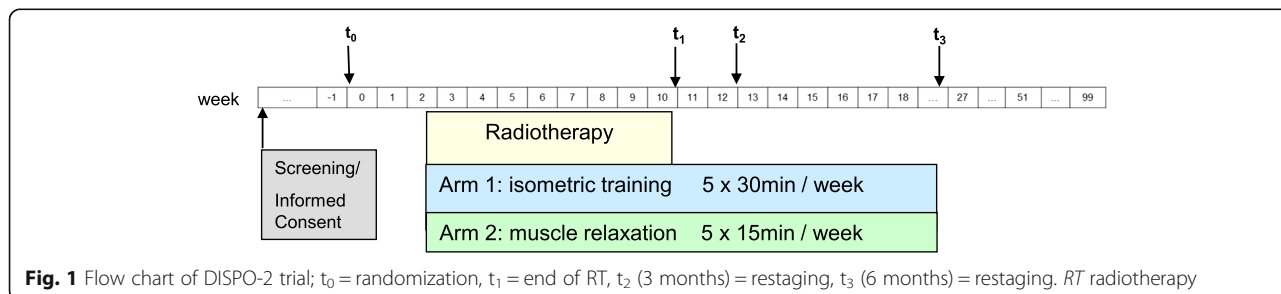 t0 t1 t2 t3
week ... -1 0 1 2 3 4 5 6 7 8 9 10 11 12 13 14 15 16 17 18 ... 27 ... 51 ... 99
Radiotherapy
Screening/
Informed
Consent
Arm 1: isometric training 5 x 30min / week
Arm 2: muscle relaxation 5 x 15min / week
Fig. 1 Flow chart of DISPO-2 trial; t0 = randomization, t1 = end of RT, t2 (3 months) = restaging, t3 (6 months) = restaging. RT radiotherapy